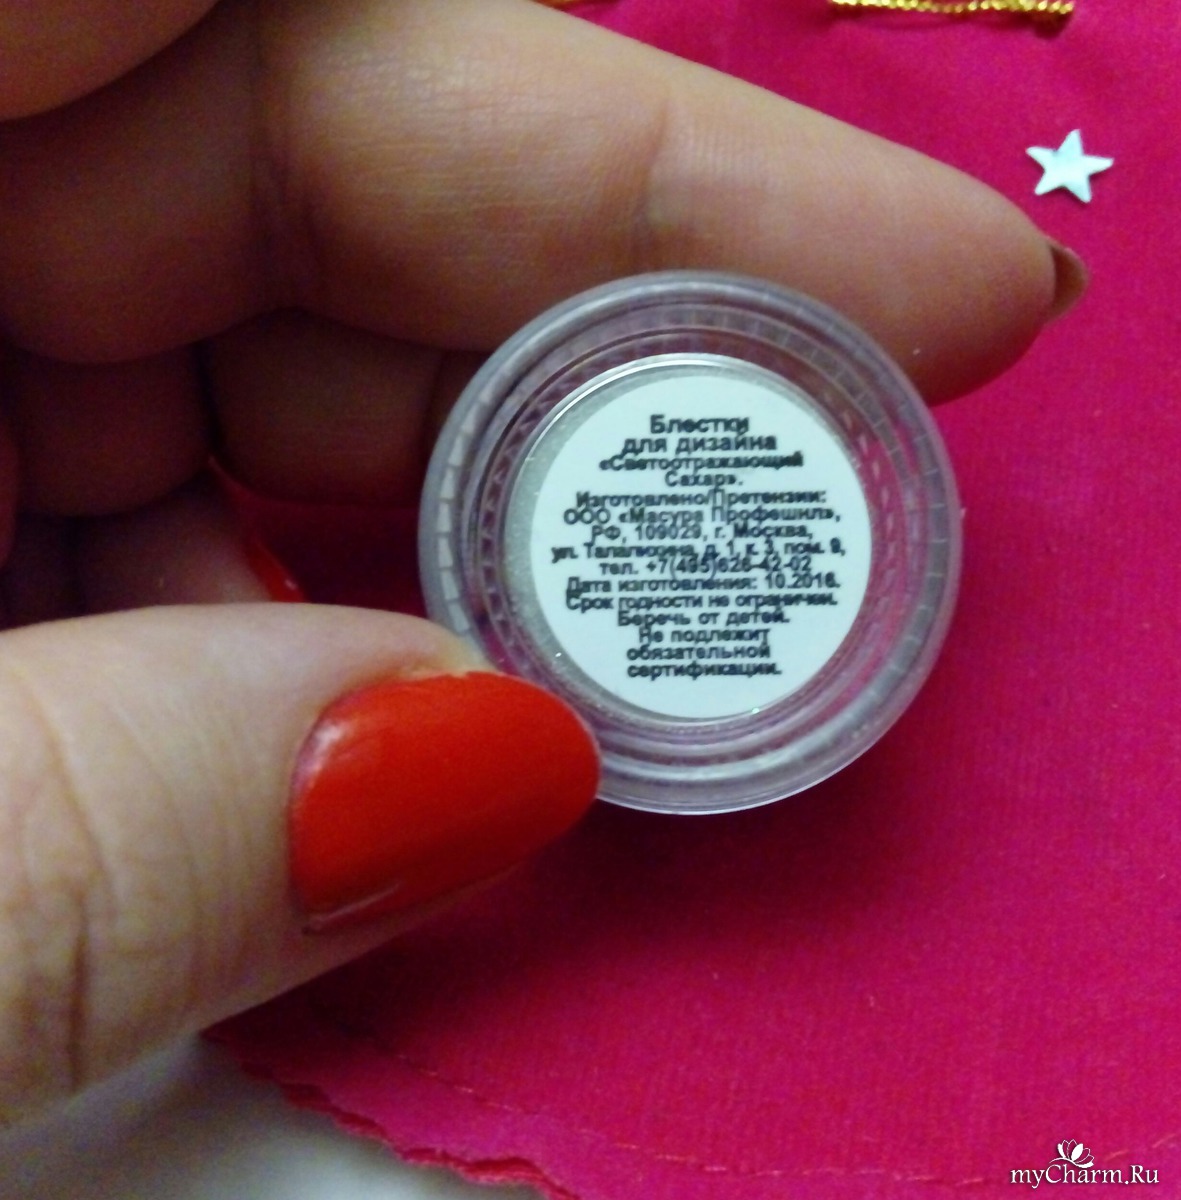 Блестки
для дизайна
«Светоотражающий
Сахар».
Изготовлено/Претензии:
ООО «Масура Профешнл»,
РФ, 109029, г. Москва,
ул. Талалихина, д. 1, к. 3, пом. 9,
тел. +7(495)626-42-02
Дата изготовления: 10.2016.
Срок годности не ограничен.
Беречь от детей.
Не подлежит
обязательной
сертификации.
myCharm.Ru